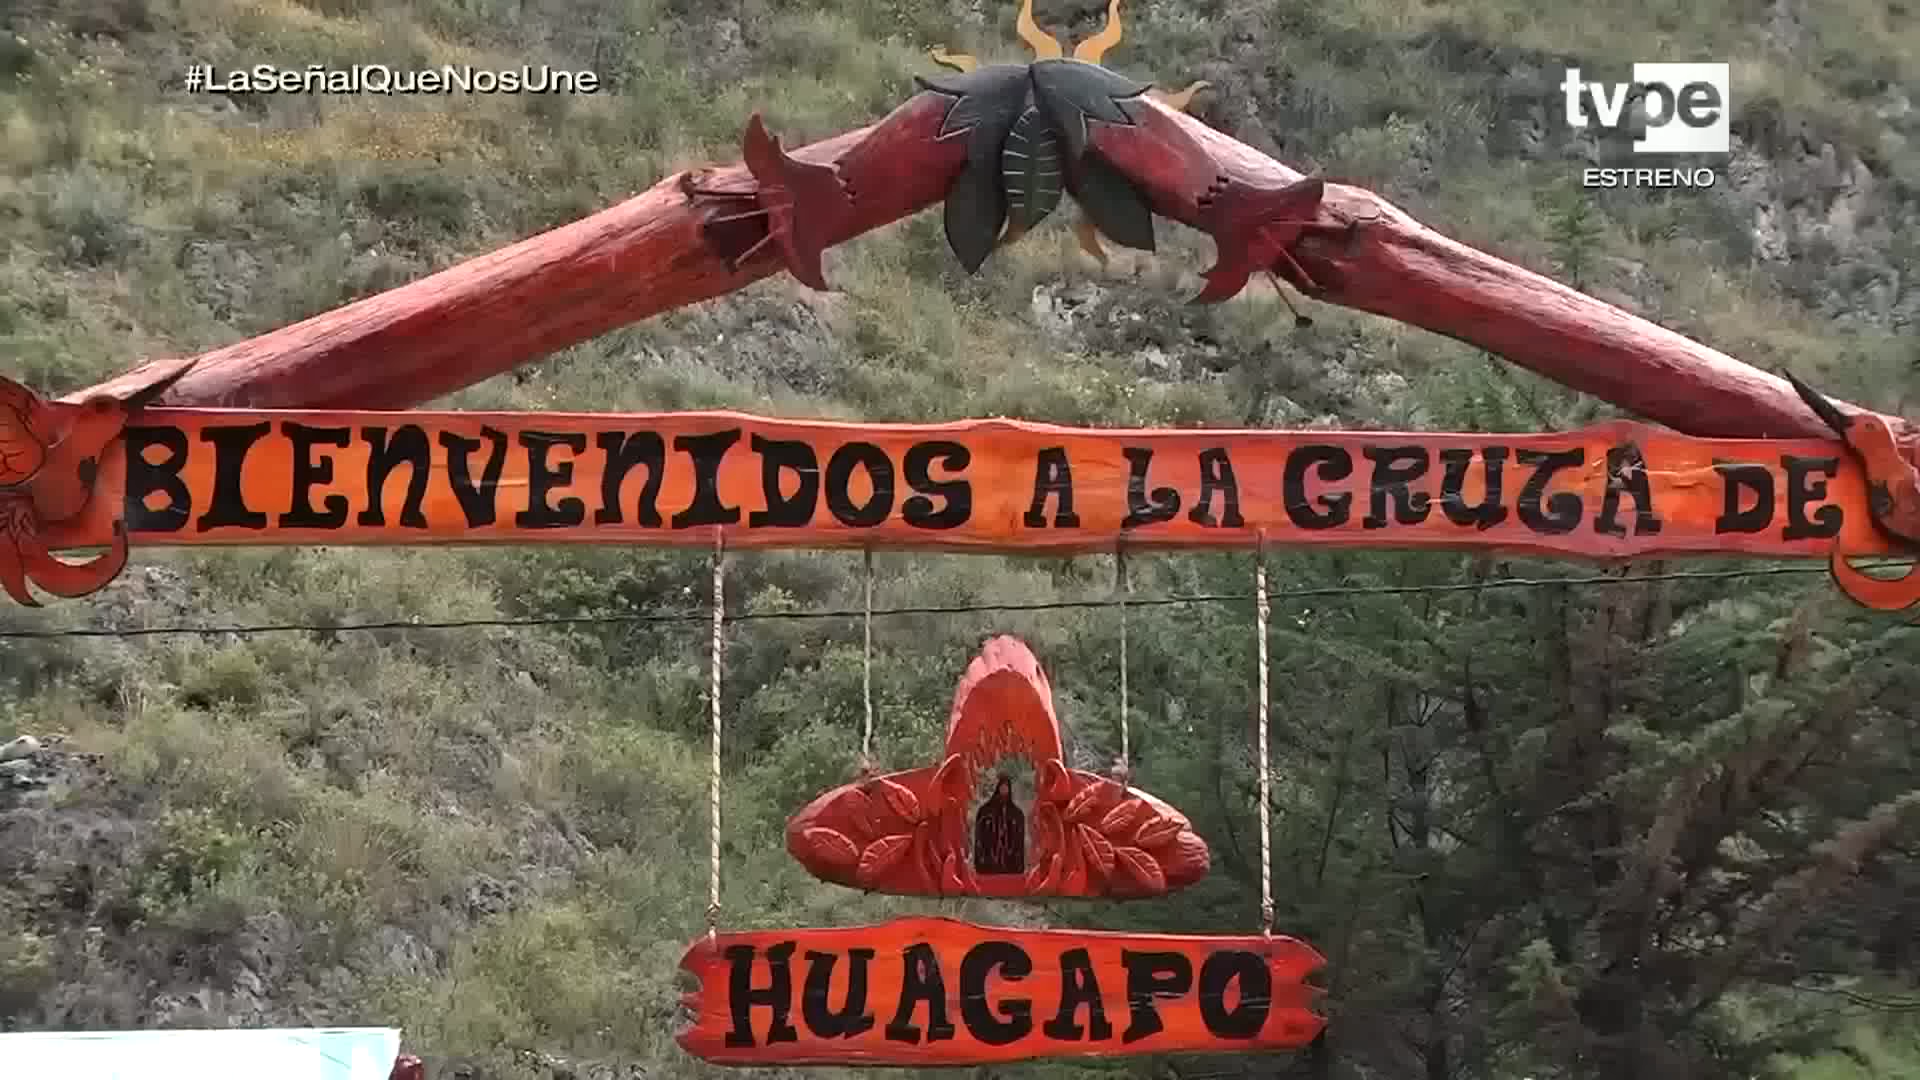 #LaSeñalQueNosUne
tvpe
ESTRENO
BIENVENIDOS A LA GRUTA DE
HUAGAPO